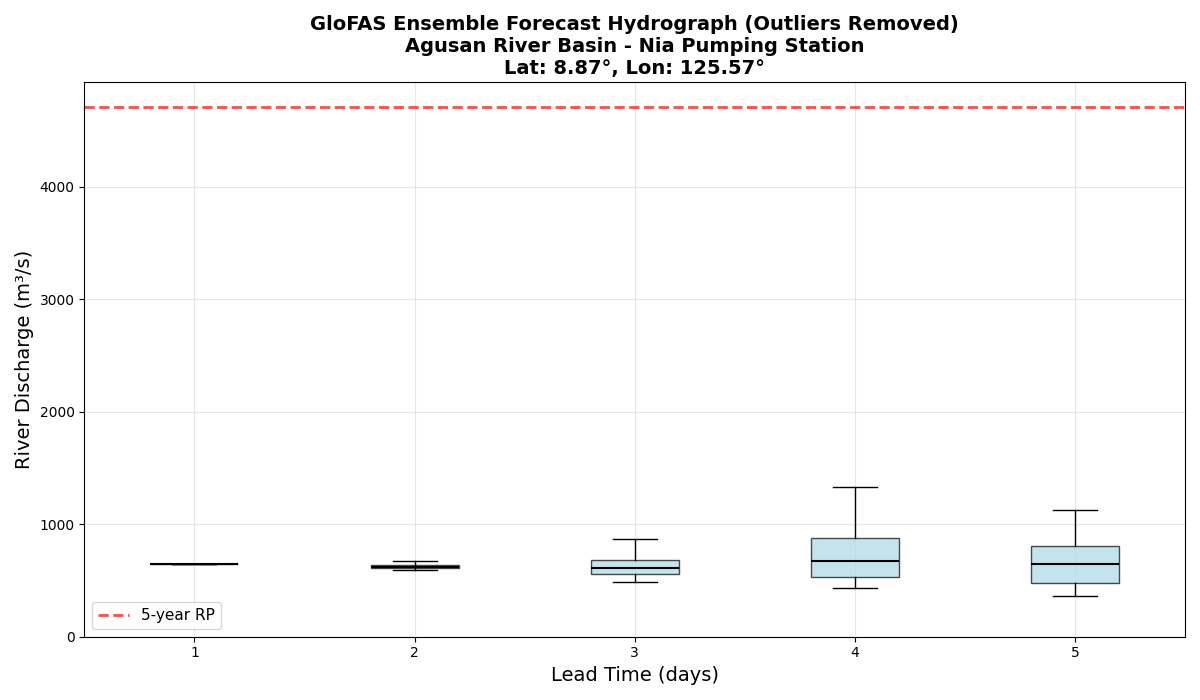 GloFAS Ensemble Forecast Hydrograph (Outliers Removed)
Agusan River Basin - Nia Pumping Station
Lat: 8.87°, Lon: 125.57°
River Discharge (m³/s)
4000
3000
2000
1000
0
5-year RP
1
2
3
4
5
Lead Time (days)